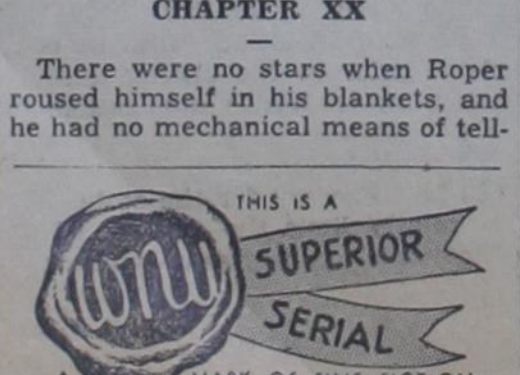 CHAPTER XX
There were no stars when Roper
roused himself in his blankets, and
he had no mechanical means of tell-
THIS IS A
wnu
SUPERIOR
SERIAL